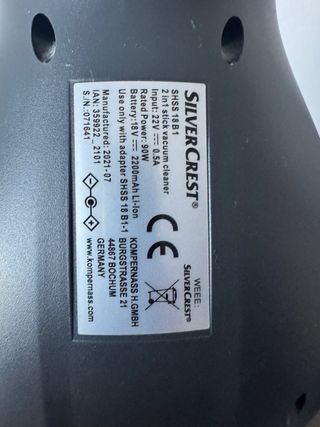 SILVERCREST®
SHSS 18 B1
2 in1 stick vacuum cleaner
Input: 22V 0.5A
Rated Power: 90W
Battery:18V 2200mAh Li-Ion
Use only with adapter SHSS 18 B1-1
IAN: 359922_2101
Manufactured: 2021-07
S/N.:071641
CE
KOMPERNASS H.GMBH
BURGSTRASSE 21
44867 BOCHUM
GERMANY
www.kompernass.com
WEEE:
SILVERCREST®